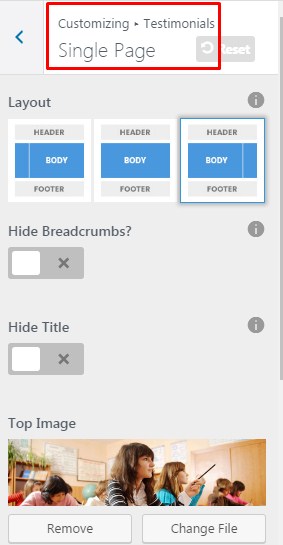 Customizing ▸ Testimonials
Single Page
Reset
Layout
HEADER HEADER HEADER
BODY BODY BODY
FOOTER FOOTER FOOTER
Hide Breadcrumbs?
Hide Title
Top Image
Remove Change File